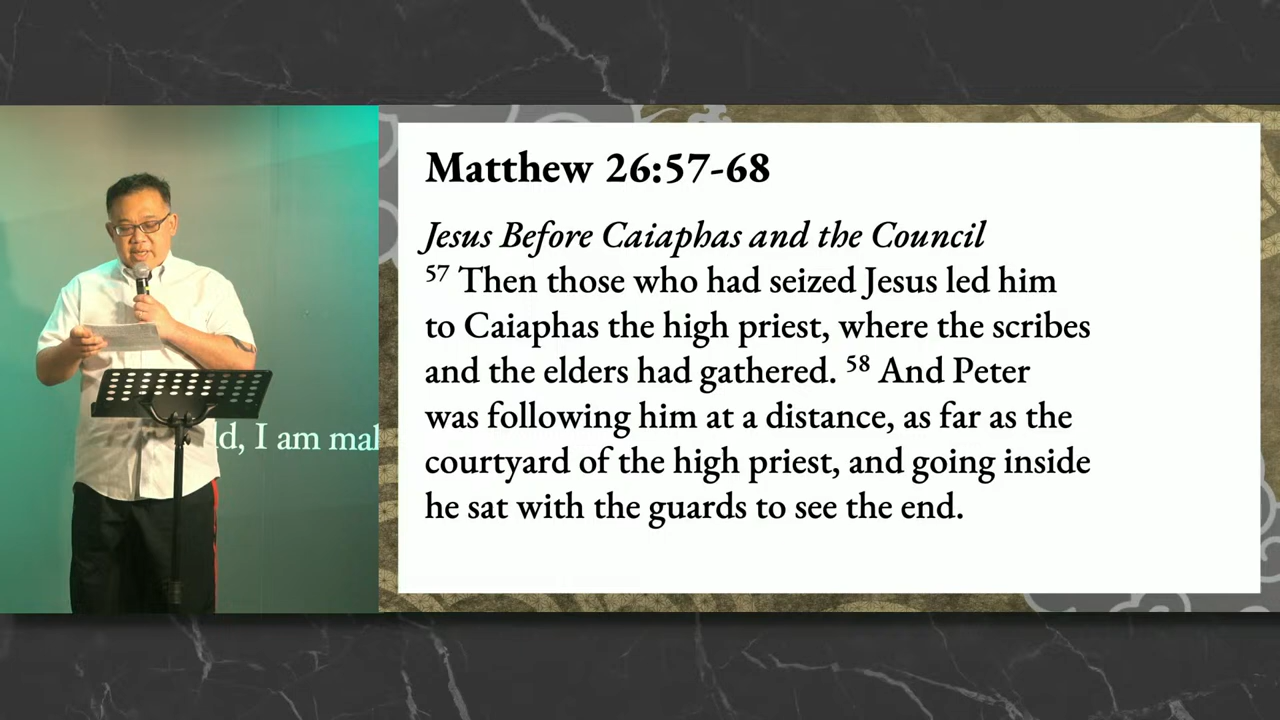 Matthew 26:57-68
Jesus Before Caiaphas and the Council
57 Then those who had seized Jesus led him
to Caiaphas the high priest, where the scribes
and the elders had gathered. 58 And Peter
was following him at a distance, as far as the
courtyard of the high priest, and going inside
he sat with the guards to see the end.
I am